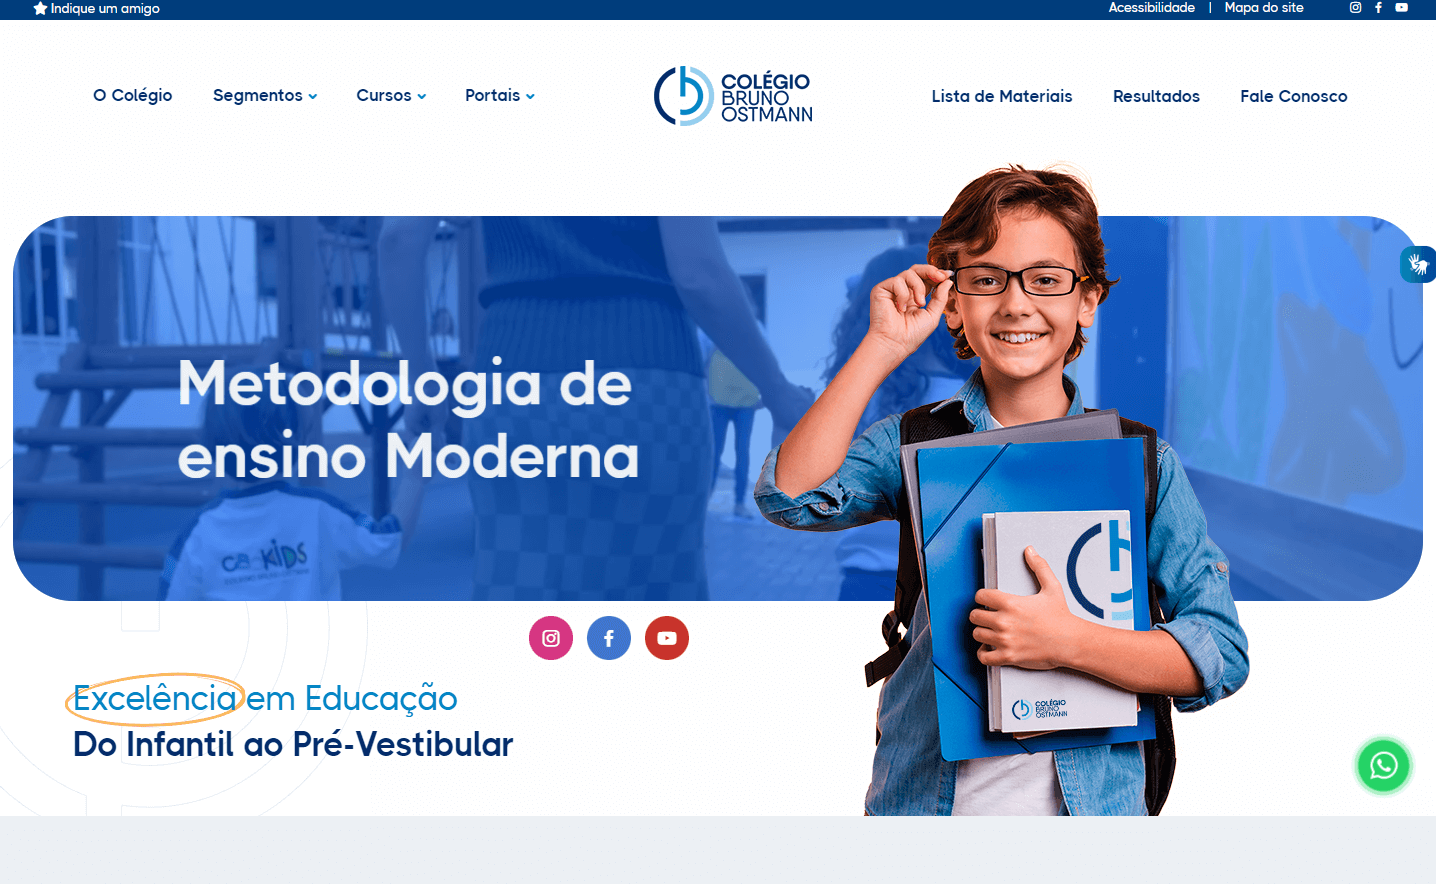 Indique um amigo
Acessibilidade | Mapa do site
O Colégio
Segmentos
Cursos
Portais
COLÉGIO
BRUNO
OSTMANN
Lista de Materiais
Resultados
Fale Conosco
Metodologia de
ensino Moderna
KIDS
Excelência em Educação
Do Infantil ao Pré-Vestibular
COLÉGIO
BRUNO
OSTMANN